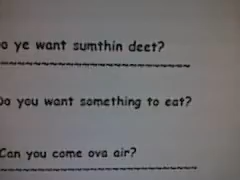 o ye want sumthin deet?
Do you want something to eat?
Can you come ova air?